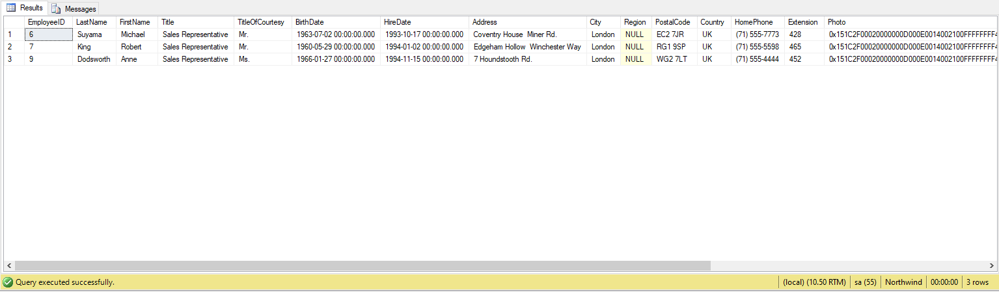 Results Messages
EmployeeID LastName FirstName Title TitleOfCourtesy BirthDate HireDate Address City Region PostalCode Country HomePhone Extension Photo
1 6 Suyama Michael Sales Representative Mr. 1963-07-02 00:00:00.000 1993-10-17 00:00:00.000 Coventry House Miner Rd. London NULL EC2 7JR UK (71) 555-7773 428 0x151C2F00020000000D000E0014002100FFFFFFFF4
2 7 King Robert Sales Representative Mr. 1960-05-29 00:00:00.000 1994-01-02 00:00:00.000 Edgeham Hollow Winchester Way London NULL RG1 9SP UK (71) 555-5598 465 0x151C2F00020000000D000E0014002100FFFFFFFF4
3 9 Dodsworth Anne Sales Representative Ms. 1966-01-27 00:00:00.000 1994-11-15 00:00:00.000 7 Houndstooth Rd. London NULL WG2 7LT UK (71) 555-4444 452 0x151C2F00020000000D000E0014002100FFFFFFFF4
Query executed successfully. (local) (10.50 RTM) sa (55) Northwind 00:00:00 3 rows